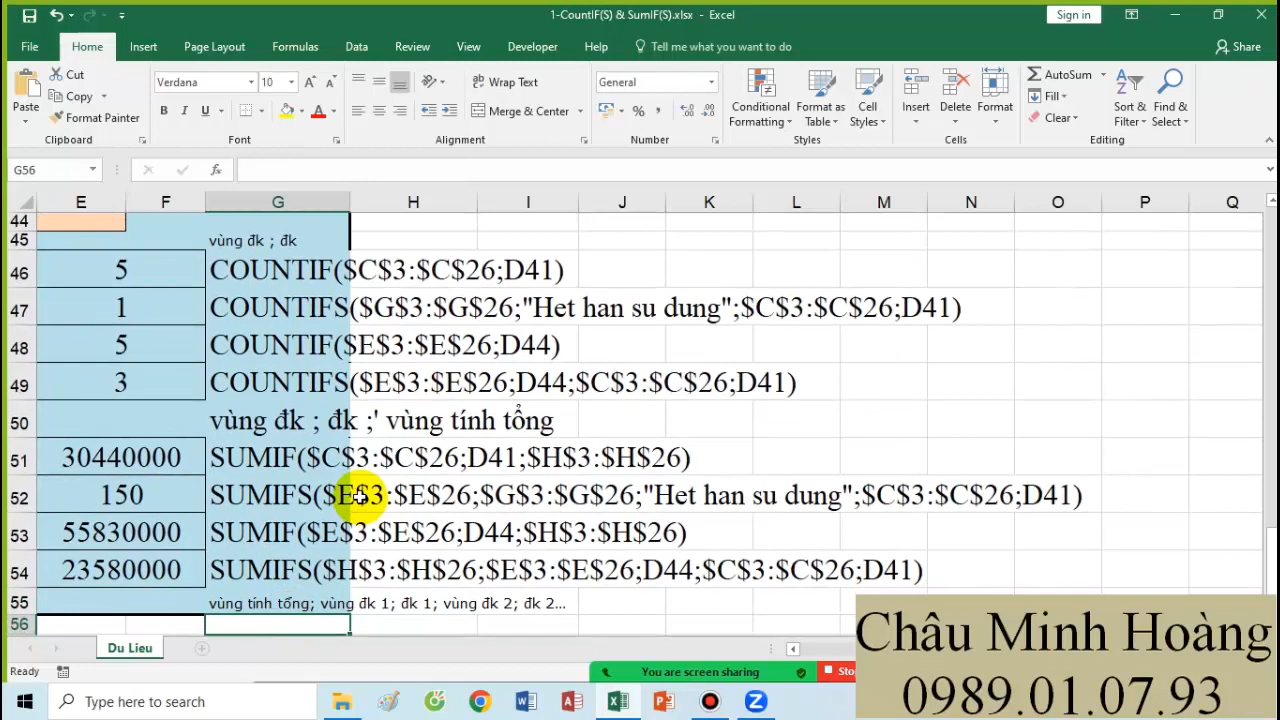 1-CountIF(S) & SumIF(S).xlsx - Excel
Sign in
File Home Insert Page Layout Formulas Data Review View Developer Help Tell me what you want to do Share
Paste Cut Copy Format Painter
Verdana 10
B I U
Wrap Text
Merge & Center
General
Conditional Formatting
Format as Table
Cell Styles
Insert Delete Format
AutoSum Fill Clear
Sort & Filter
Find & Select
Clipboard Font Alignment Number Styles Cells Editing
G56 fx
E F G H I J K L M N O P Q
44
45 vùng đk ; đk
46 5 COUNTIF($C$3:$C$26;D41)
47 1 COUNTIFS($G$3:$G$26;"Het han su dung";$C$3:$C$26;D41)
48 5 COUNTIF($E$3:$E$26;D44)
49 3 COUNTIFS($E$3:$E$26;D44;$C$3:$C$26;D41)
50 vùng đk ; đk ;' vùng tính tổng
51 30440000 SUMIF($C$3:$C$26;D41;$H$3:$H$26)
52 150 SUMIFS($E$3:$E$26;$G$3:$G$26;"Het han su dung";$C$3:$C$26;D41)
53 55830000 SUMIF($E$3:$E$26;D44;$H$3:$H$26)
54 23580000 SUMIFS($H$3:$H$26;$E$3:$E$26;D44;$C$3:$C$26;D41)
55 vùng tính tổng; vùng đk 1; đk 1; vùng đk 2; đk 2...
56
Du Lieu
Ready
You are screen sharing
Type here to search
Châu Minh Hoàng
0989.01.07.93